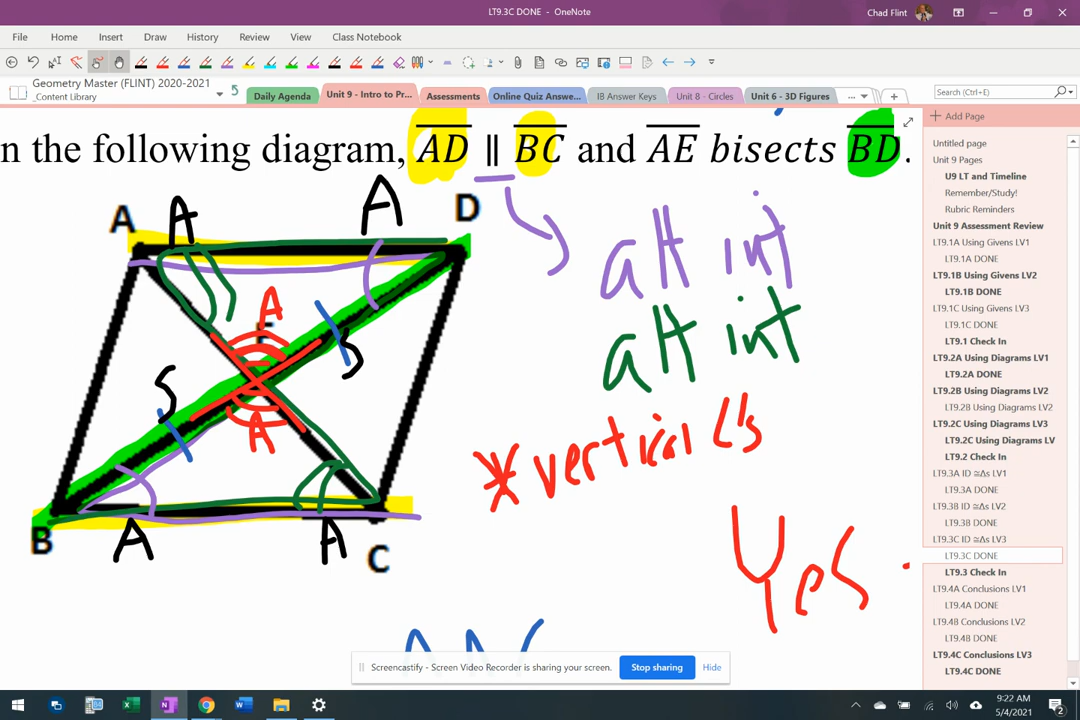 LT9.3C DONE - OneNote
Chad Flint
File Home Insert Draw History Review View Class Notebook
Geometry Master (FLINT) 2020-2021
_Content Library
Daily Agenda
Unit 9 - Intro to Pr...
Assessments
Online Quiz Answe...
IB Answer Keys
Unit 8 - Circles
Unit 6 - 3D Figures
...
Search (Ctrl+E)
n the following diagram, AD ∥ BC and AE bisects BD.
A
A
A
D
alt int
alt int
A
S
S
A
B
A
A
C
*vertical ∠'s
Yes
Add Page
Untitled page
Unit 9 Pages
U9 LT and Timeline
Remember/Study!
Rubric Reminders
Unit 9 Assessment Review
LT9.1A Using Givens LV1
LT9.1A DONE
LT9.1B Using Givens LV2
LT9.1B DONE
LT9.1C Using Givens LV3
LT9.1C DONE
LT9.1 Check In
LT9.2A Using Diagrams LV1
LT9.2A DONE
LT9.2B Using Diagrams LV2
LT9.2B Using Diagrams LV2
LT9.2C Using Diagrams LV3
LT9.2C Using Diagrams LV
LT9.2 Check In
LT9.3A ID ≅Δs LV1
LT9.3A DONE
LT9.3B ID ≅Δs LV2
LT9.3B DONE
LT9.3C ID ≅Δs LV3
LT9.3C DONE
LT9.3 Check In
LT9.4A Conclusions LV1
LT9.4A DONE
LT9.4B Conclusions LV2
LT9.4B DONE
LT9.4C Conclusions LV3
LT9.4C DONE
Screencastify - Screen Video Recorder is sharing your screen.
Stop sharing
Hide
9:22 AM
5/4/2021
2